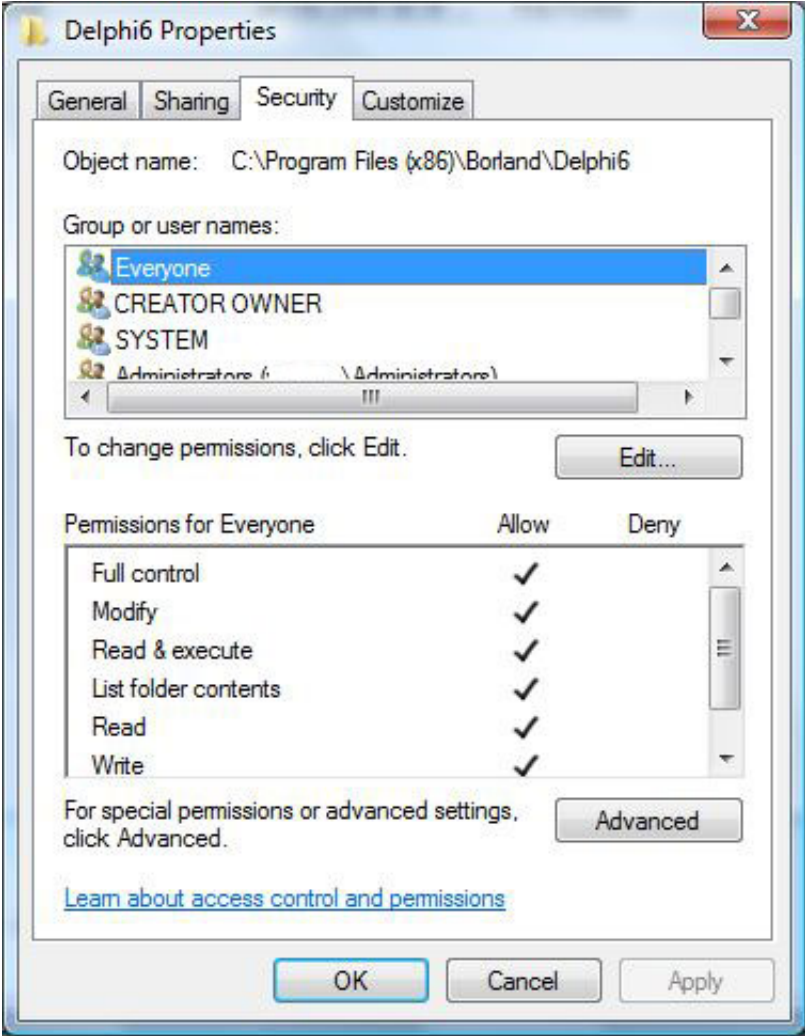 Delphi6 Properties
General Sharing Security Customize
Object name: C:\Program Files (x86)\Borland\Delphi6
Group or user names:
Everyone
CREATOR OWNER
SYSTEM
Administrators ( \Administrators)
To change permissions, click Edit.
Edit...
Permissions for Everyone Allow Deny
Full control
Modify
Read & execute
List folder contents
Read
Write
For special permissions or advanced settings,
click Advanced.
Advanced
Learn about access control and permissions
OK Cancel Apply